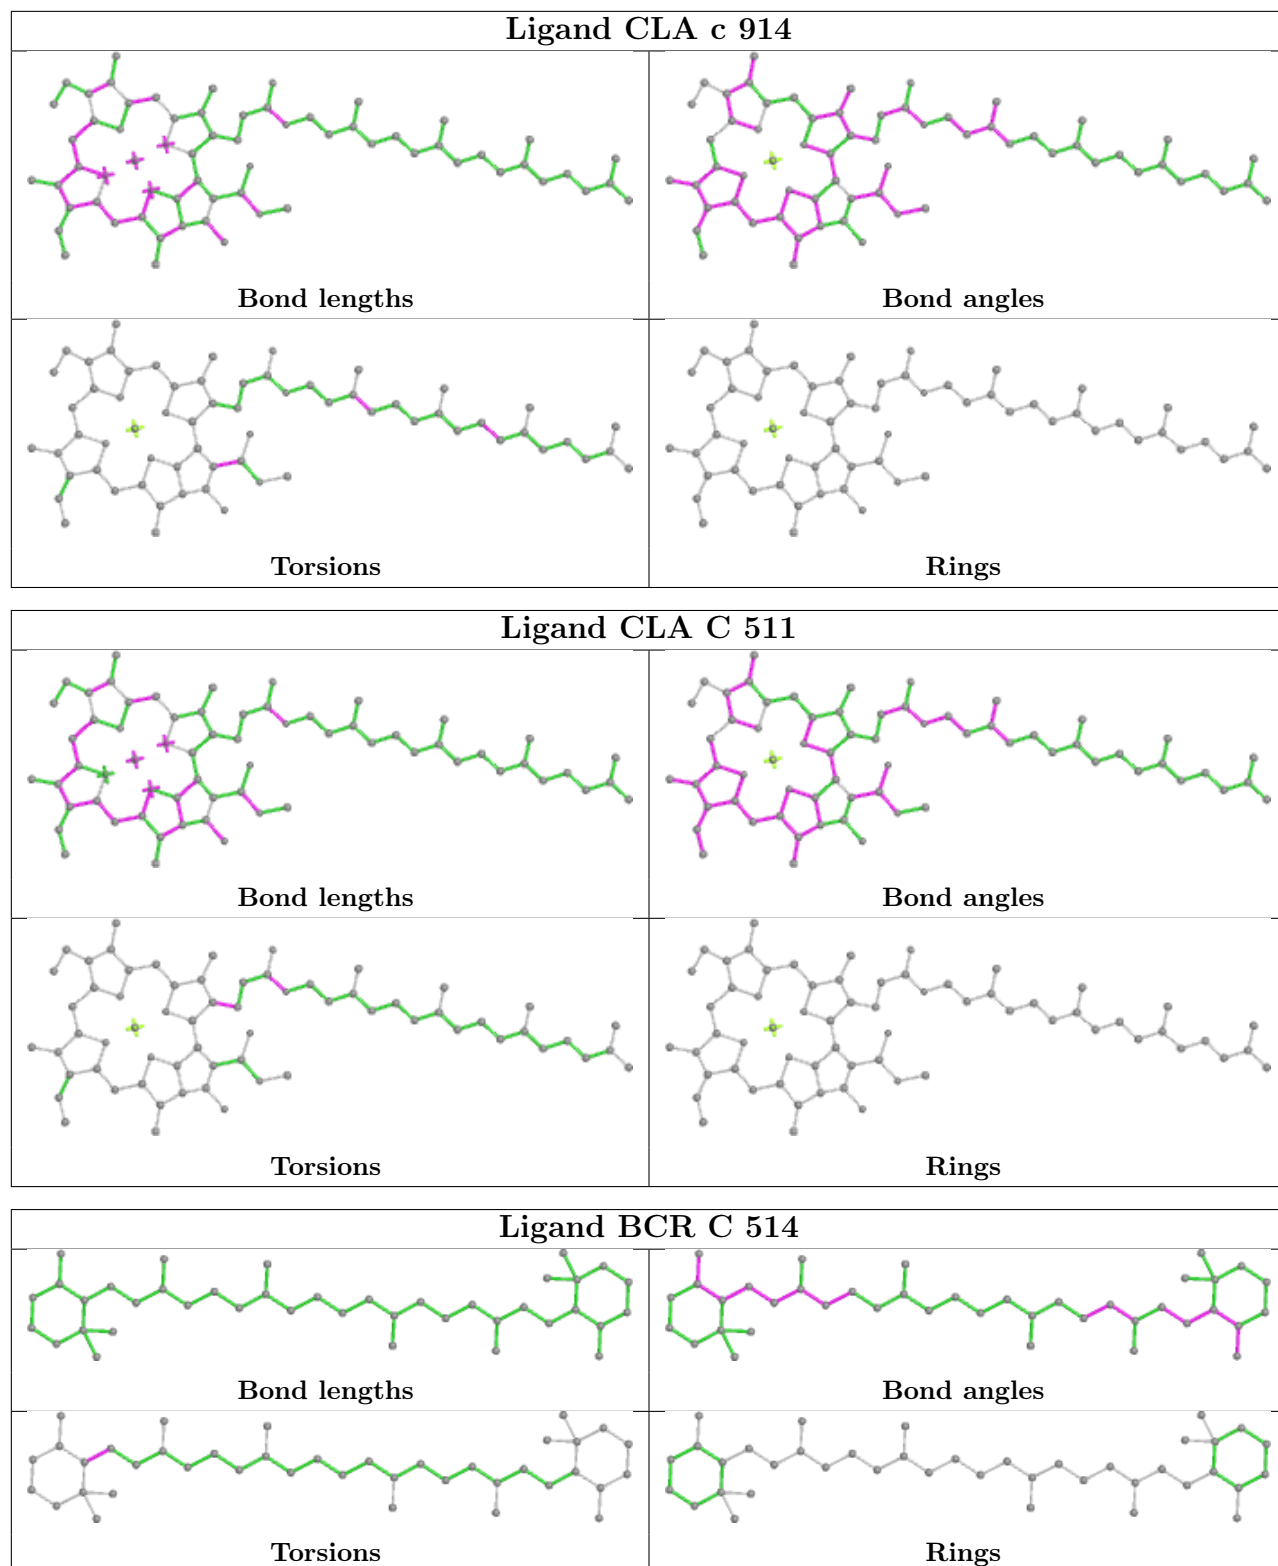 Ligand CLA c 914
Bond lengths
Bond angles
Torsions
Rings
Ligand CLA C 511
Bond lengths
Bond angles
Torsions
Rings
Ligand BCR C 514
Bond lengths
Bond angles
Torsions
Rings